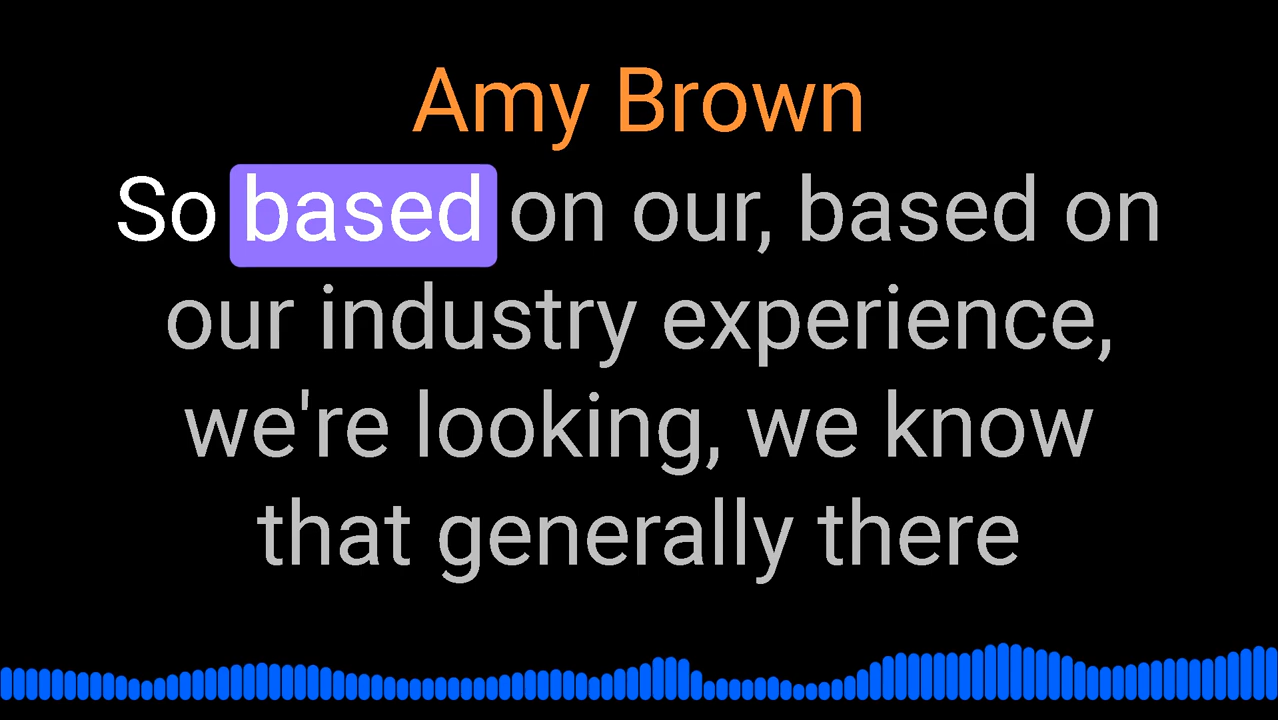 Amy Brown
So based on our, based on
our industry experience,
we're looking, we know
that generally there